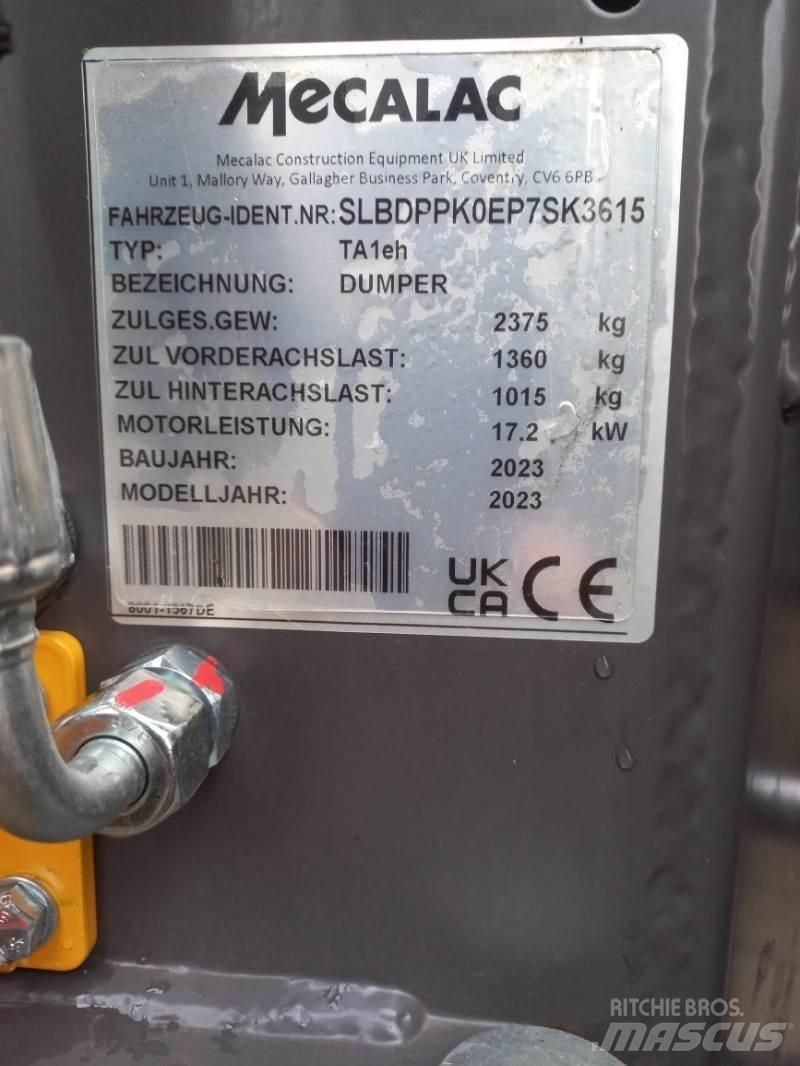 MECALAC
Mecalac Construction Equipment UK Limited
Unit 1, Mallory Way, Gallagher Business Park, Coventry, CV6 6PB
FAHRZEUG-IDENT.NR: SLBDPPK0EP7SK3615
TYP: TA1eh
BEZEICHNUNG: DUMPER
ZULGES.GEW: 2375 kg
ZUL VORDERACHSLAST: 1360 kg
ZUL HINTERACHSLAST: 1015 kg
MOTORLEISTUNG: 17.2 kW
BAUJAHR: 2023
MODELLJAHR: 2023
UK
CA CE
8001-1567DE
RITCHIE BROS.
MASCUS